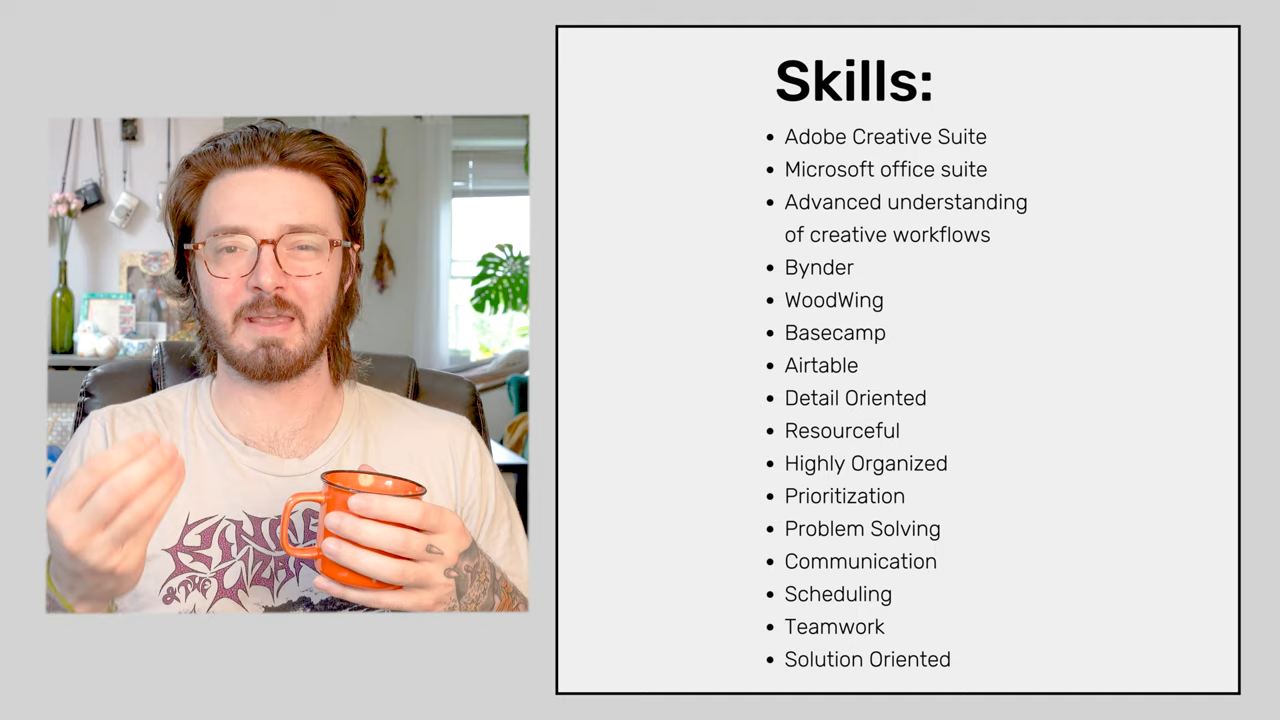 Skills:
Adobe Creative Suite
Microsoft office suite
Advanced understanding
of creative workflows
Bynder
WoodWing
Basecamp
Airtable
Detail Oriented
Resourceful
Highly Organized
Prioritization
Problem Solving
Communication
Scheduling
Teamwork
Solution Oriented